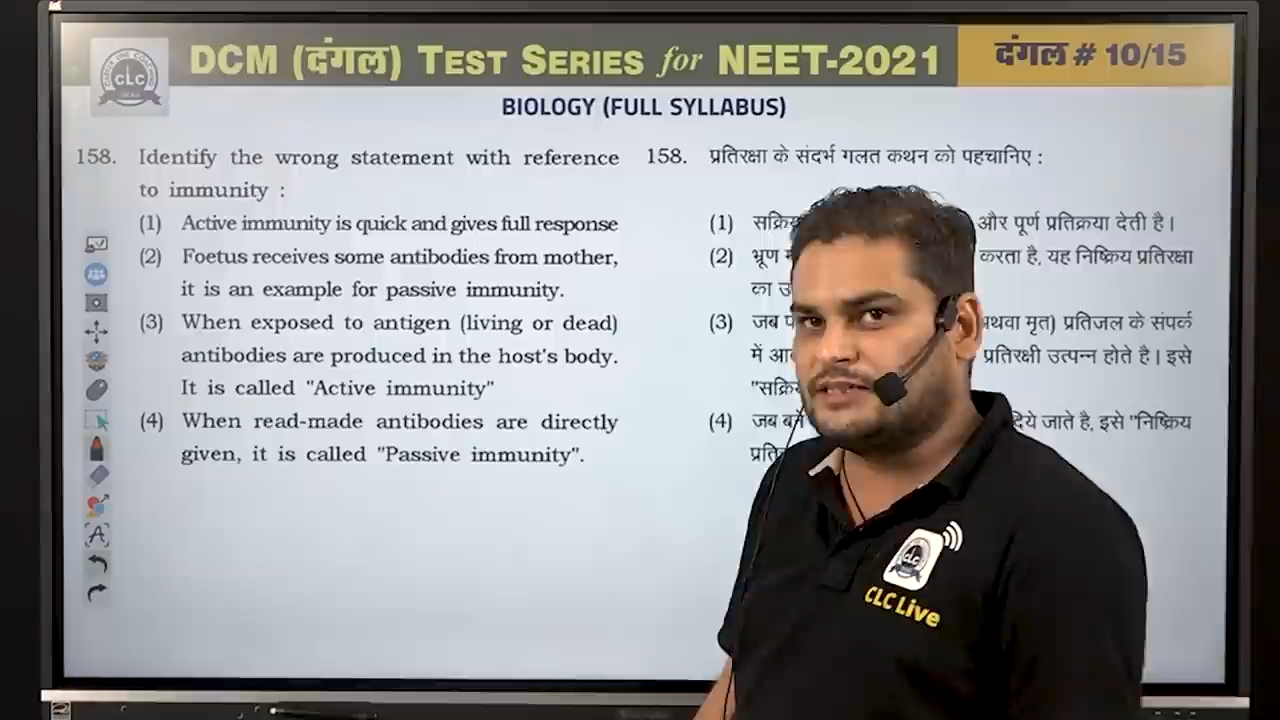 DCM (दंगल) TEST SERIES for NEET-2021
दंगल # 10/15
CLC
BIOLOGY (FULL SYLLABUS)
158. Identify the wrong statement with reference
to immunity :
(1) Active immunity is quick and gives full response
(2) Foetus receives some antibodies from mother,
it is an example for passive immunity.
(3) When exposed to antigen (living or dead)
antibodies are produced in the host's body.
It is called "Active immunity"
(4) When read-made antibodies are directly
given, it is called "Passive immunity".
158. प्रतिरक्षा के संदर्भ गलत कथन को पहचानिए :
(1) और पूर्ण प्रतिक्रया देती है।
(2) भ्रूण करता है, यह निष्क्रिय प्रतिरक्षा
का
(3) जब मृत) प्रतिजल के संपर्क
में प्रतिरक्षी उत्पन्न होते है। इसे
(4) जब दिये जाते है, इसे "निष्क्रिय
CLC
CLC Live